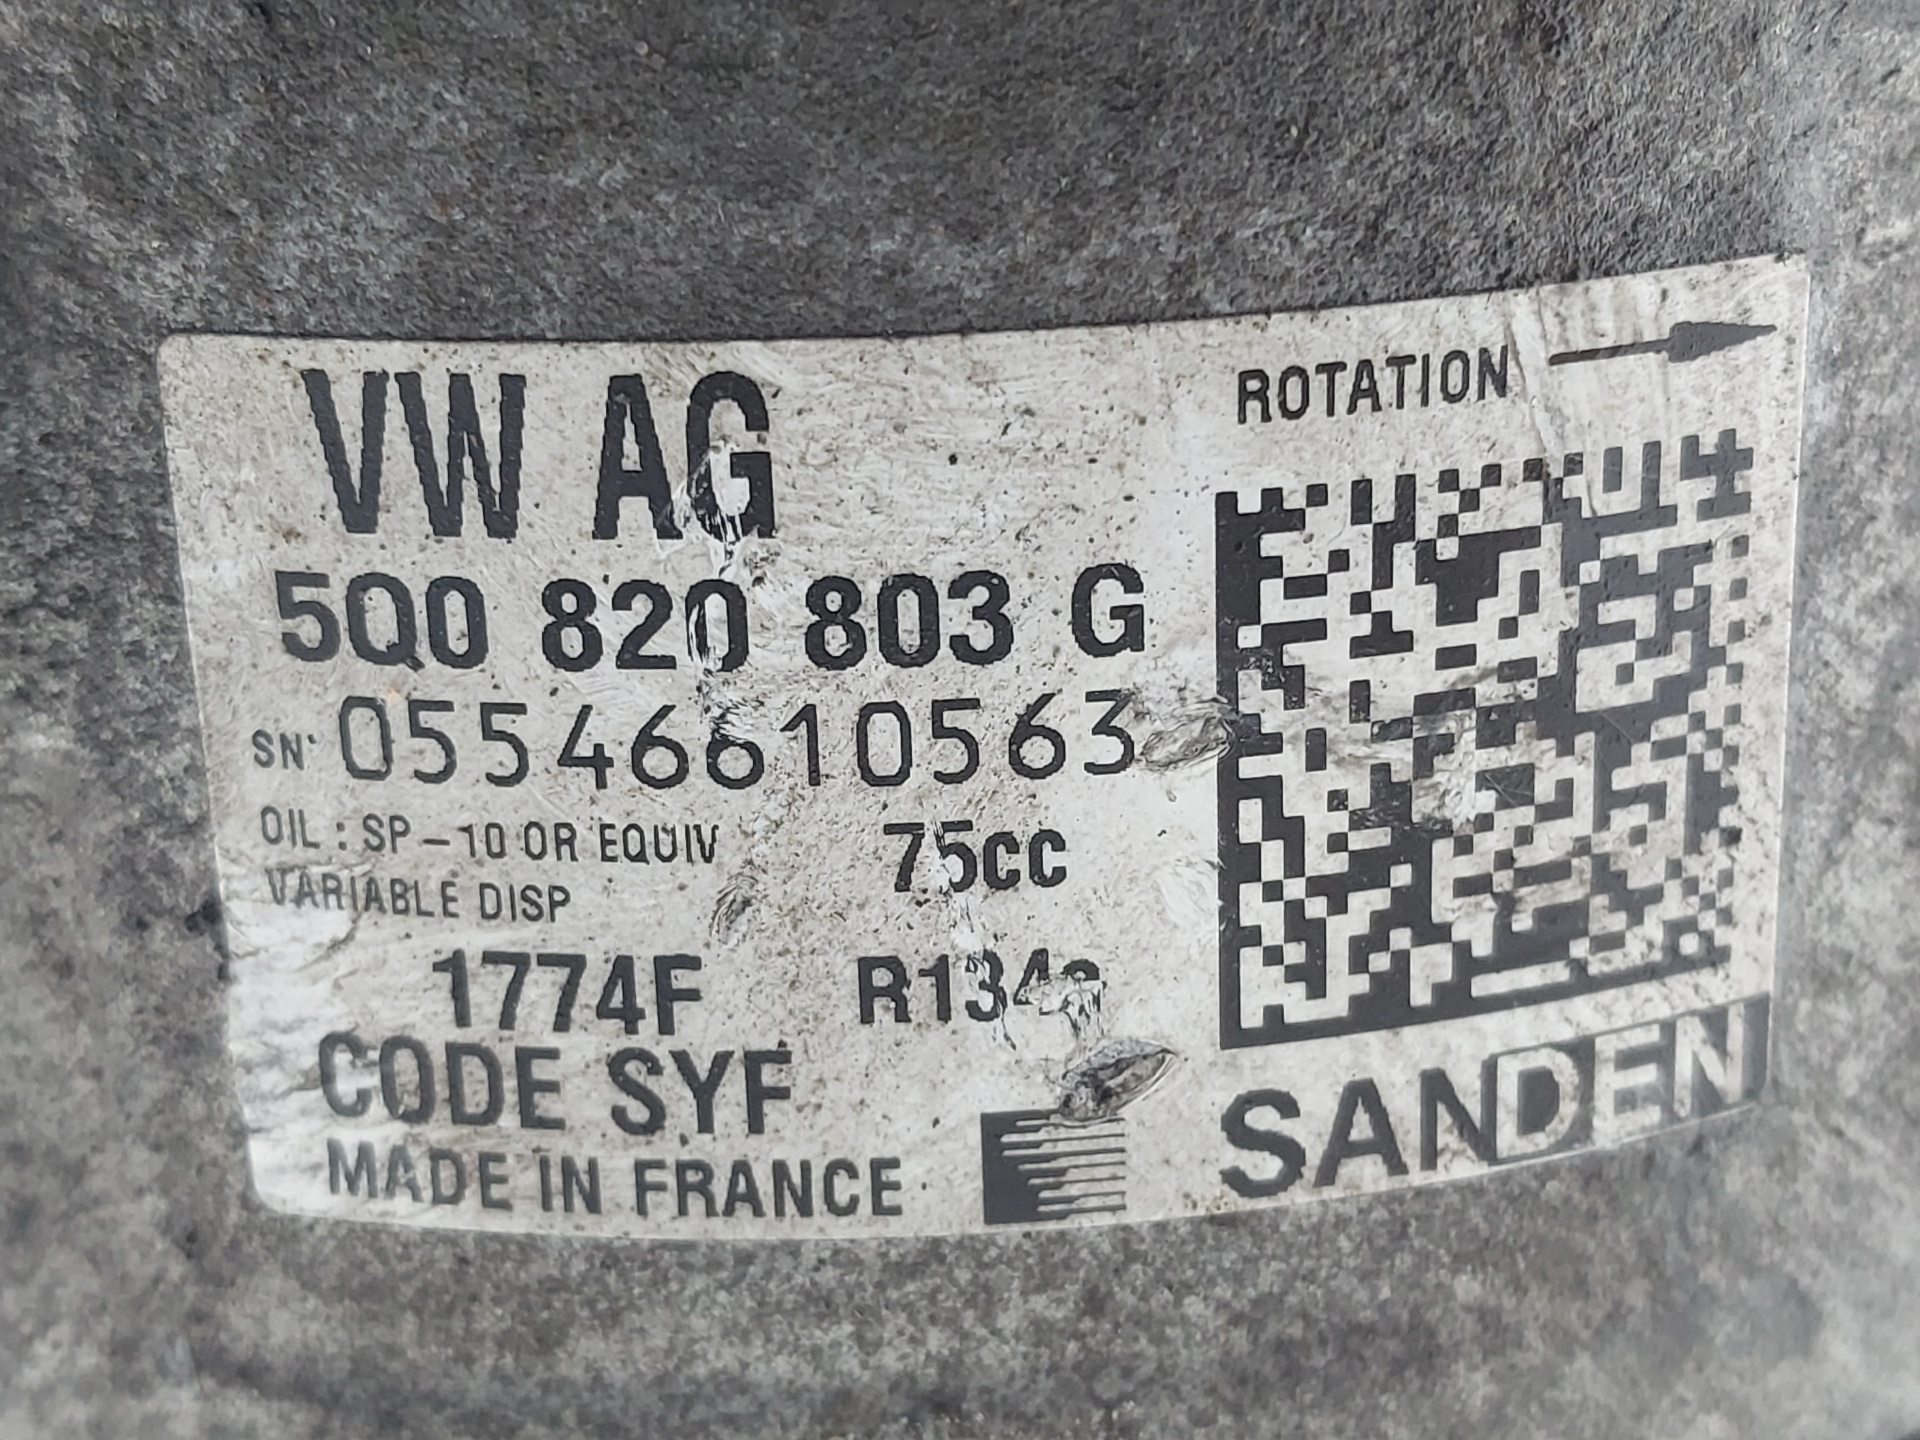 VW AG
ROTATION
5Q0 820 803 G
SN° 05546610563
OIL : SP-10 OR EQUIV 75cc
VARIABLE DISP
1774F R134a
CODE SYF
MADE IN FRANCE
SANDEN